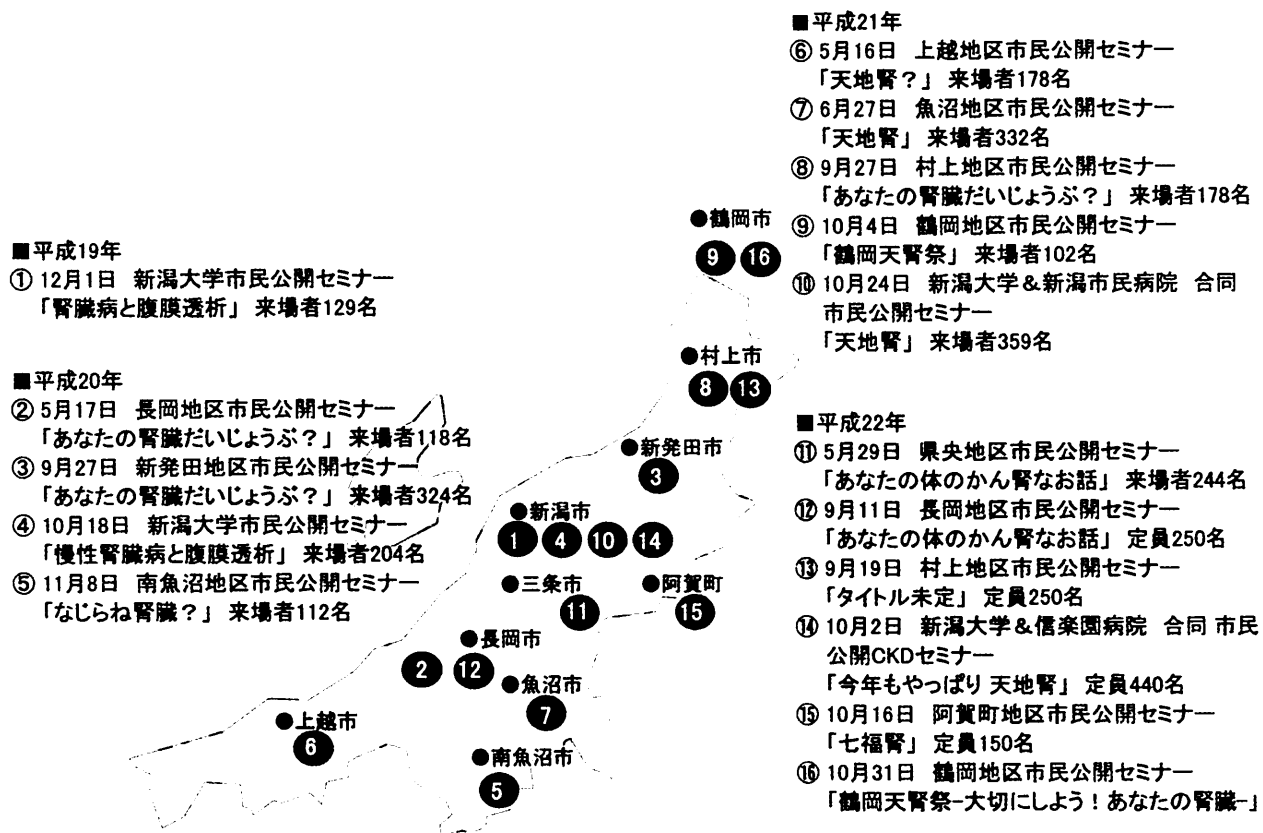 ■平成19年
① 12月1日 新潟大学市民公開セミナー
「腎臓病と腹膜透析」 来場者129名
■平成20年
② 5月17日 長岡地区市民公開セミナー
「あなたの腎臓だいじょうぶ？」 来場者118名
③ 9月27日 新発田地区市民公開セミナー
「あなたの腎臓だいじょうぶ？」 来場者324名
④ 10月18日 新潟大学市民公開セミナー
「慢性腎臓病と腹膜透析」 来場者204名
⑤ 11月8日 南魚沼地区市民公開セミナー
「なじらね腎臓？」 来場者112名
■平成21年
⑥ 5月16日 上越地区市民公開セミナー
「天地腎？」 来場者178名
⑦ 6月27日 魚沼地区市民公開セミナー
「天地腎」 来場者332名
⑧ 9月27日 村上地区市民公開セミナー
「あなたの腎臓だいじょうぶ？」 来場者178名
⑨ 10月4日 鶴岡地区市民公開セミナー
「鶴岡天腎祭」 来場者102名
⑩ 10月24日 新潟大学＆新潟市民病院 合同
市民公開セミナー
「天地腎」 来場者359名
■平成22年
⑪ 5月29日 県央地区市民公開セミナー
「あなたの体のかん腎なお話」 来場者244名
⑫ 9月11日 長岡地区市民公開セミナー
「あなたの体のかん腎なお話」 定員250名
⑬ 9月19日 村上地区市民公開セミナー
「タイトル未定」 定員250名
⑭ 10月2日 新潟大学＆信楽園病院 合同 市民
公開CKDセミナー
「今年もやっぱり 天地腎」 定員440名
⑮ 10月16日 阿賀町地区市民公開セミナー
「七福腎」 定員150名
⑯ 10月31日 鶴岡地区市民公開セミナー
「鶴岡天腎祭-大切にしよう！あなたの腎臓-」
●鶴岡市
9 16
●村上市
8 13
●新発田市
3
●新潟市
1 4 10 14
●三条市
11
●阿賀町
15
●長岡市
2 12
●魚沼市
7
●上越市
6
●南魚沼市
5